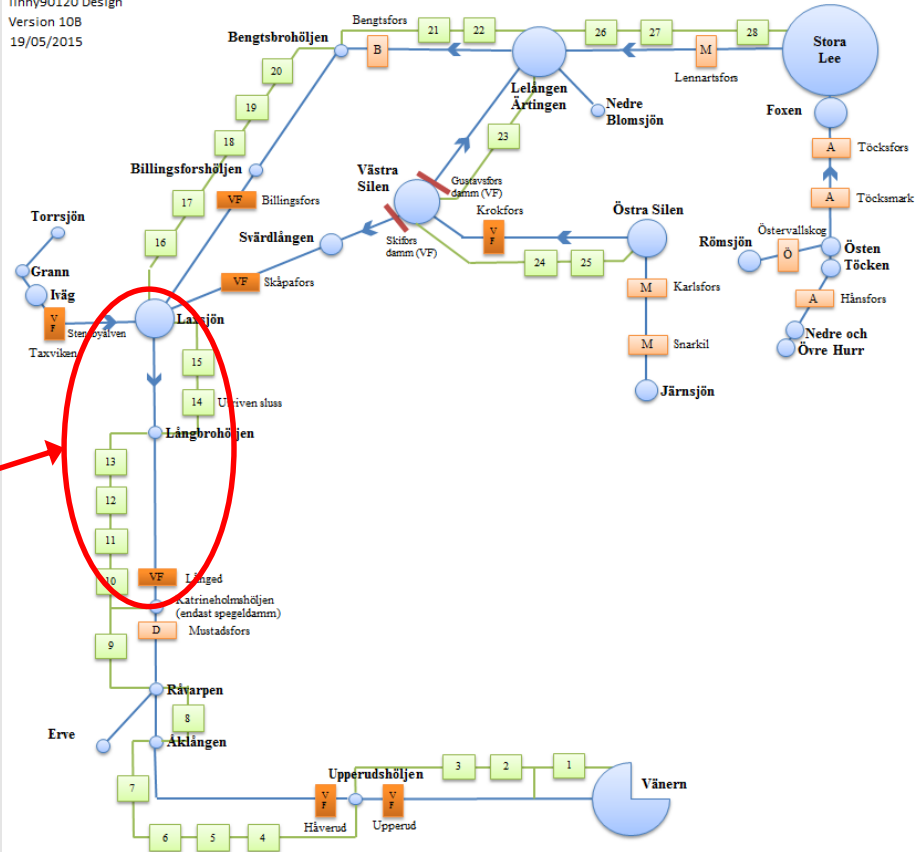 Tinny90120 Design
Version 10B
19/05/2015
Bengtsfors
21
22
26
27
28
Bengtsbrohöljen
B
M
Lennartsfors
Stora
Lee
20
Lelången
Ärtingen
Nedre
Blomsjön
Foxen
19
18
23
A
Töcksfors
Billingsforshöljen
Västra
Silen
Gustavsfors
damm (VF)
17
VF
Billingsfors
Krokfors
V
F
Östra Silen
A
Töcksmark
Torrsjön
16
Svärdlången
Skifors
damm (VF)
24
25
Östervallskog
Römsjön
Ö
Östen
Töcken
Grann
VF
Skåpafors
M
Karlsfors
A
Hånsfors
Iväg
V
F
Taxviken
Laxsjön
M
Snarkil
Nedre och
Övre Hurr
15
14
sluss
Järnsjön
Långbrohöljen
13
12
11
10
VF
Långed
Katrineholmshöljen
(endast spegeldamm)
9
D
Mustadsfors
Råvarpen
8
Erve
Åklången
7
Upperudshöljen
3
2
1
Vänern
V
F
Håverud
V
F
Upperud
6
5
4